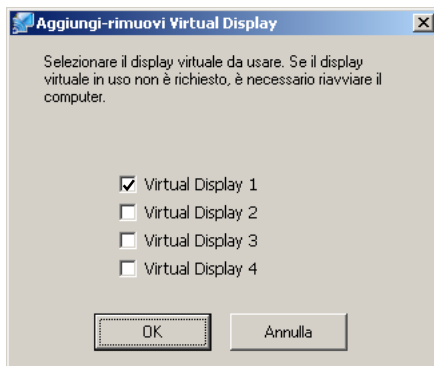 Aggiungi-rimuovi Virtual Display
Selezionare il display virtuale da usare. Se il display
virtuale in uso non è richiesto, è necessario riavviare il
computer.
Virtual Display 1
Virtual Display 2
Virtual Display 3
Virtual Display 4
OK
Annulla